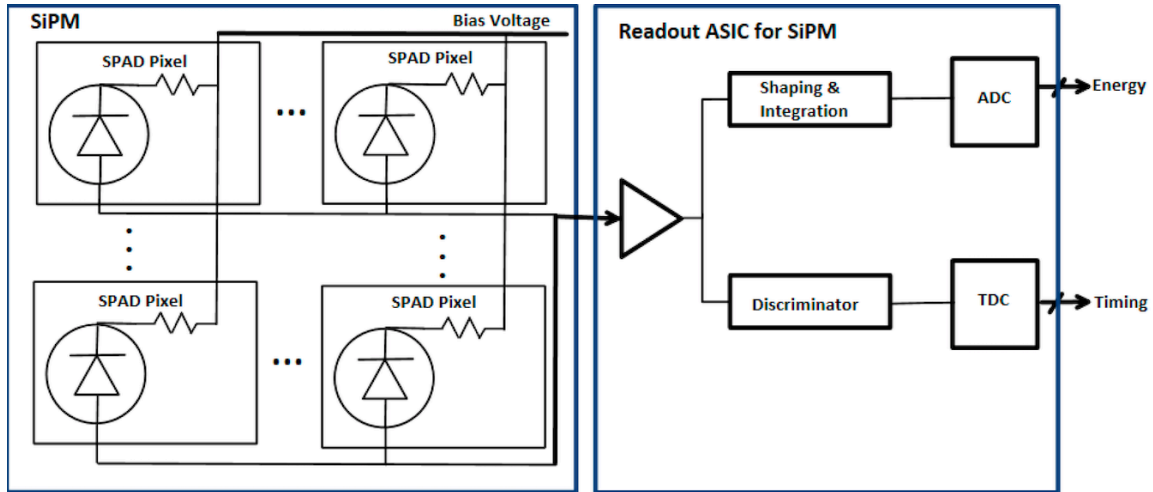 SiPM
Bias Voltage
SPAD Pixel
SPAD Pixel
SPAD Pixel
SPAD Pixel
Readout ASIC for SiPM
Shaping &
Integration
ADC
Energy
Discriminator
TDC
Timing